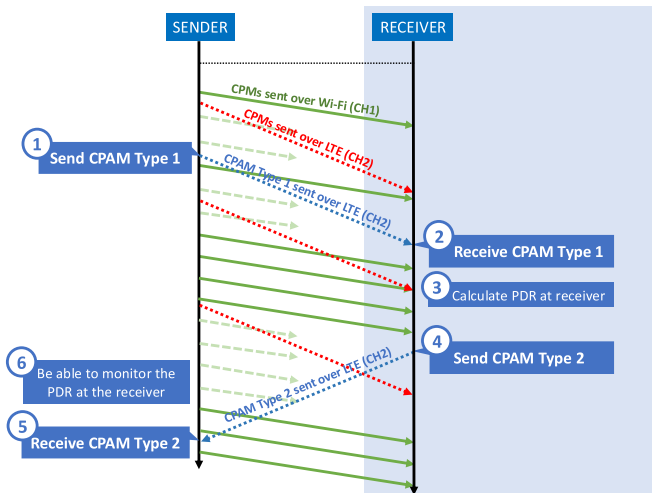 SENDER
RECEIVER
CPMs sent over Wi-Fi (CH1)
CPMs sent over LTE (CH2)
1
Send CPAM Type 1
CPAM Type 1 sent over LTE (CH2)
2
Receive CPAM Type 1
3
Calculate PDR at receiver
4
Send CPAM Type 2
6
Be able to monitor the
PDR at the receiver
CPAM Type 2 sent over LTE (CH2)
5
Receive CPAM Type 2